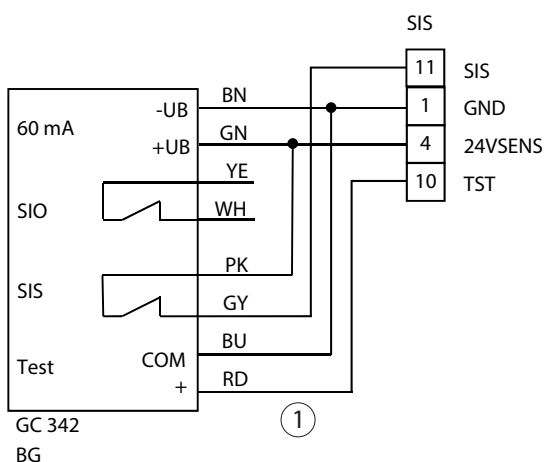 SIS
11 SIS
-UB BN 1 GND
60 mA
+UB GN 4 24VSENS
YE 10 TST
SIO WH
PK
SIS GY
BU
Test COM
+ RD
1
GC 342
BG